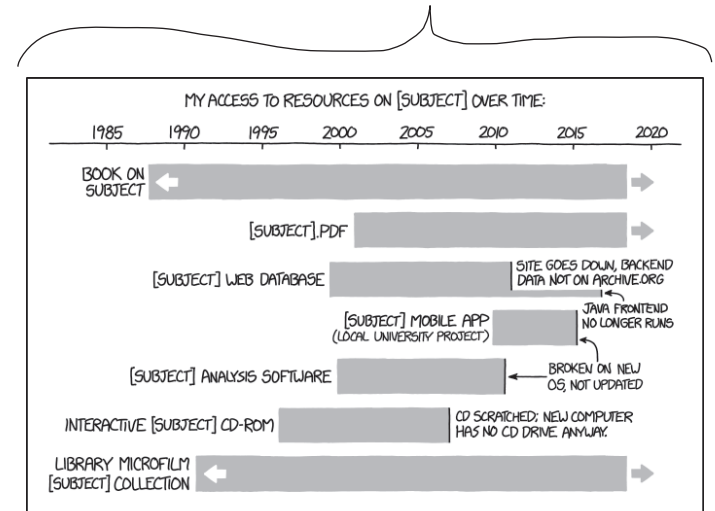 MY ACCESS TO RESOURCES ON [SUBJECT] OVER TIME:
1985 1990 1995 2000 2005 2010 2015 2020
BOOK ON
SUBJECT
[SUBJECT].PDF
[SUBJECT] WEB DATABASE
SITE GOES DOWN, BACKEND
DATA NOT ON ARCHIVE.ORG
JAVA FRONTEND
NO LONGER RUNS
[SUBJECT] MOBILE APP
(LOCAL UNIVERSITY PROJECT)
[SUBJECT] ANALYSIS SOFTWARE
BROKEN ON NEW
OS, NOT UPDATED
INTERACTIVE [SUBJECT] CD-ROM
CD SCRATCHED; NEW COMPUTER
HAS NO CD DRIVE ANYWAY.
LIBRARY MICROFILM
[SUBJECT] COLLECTION